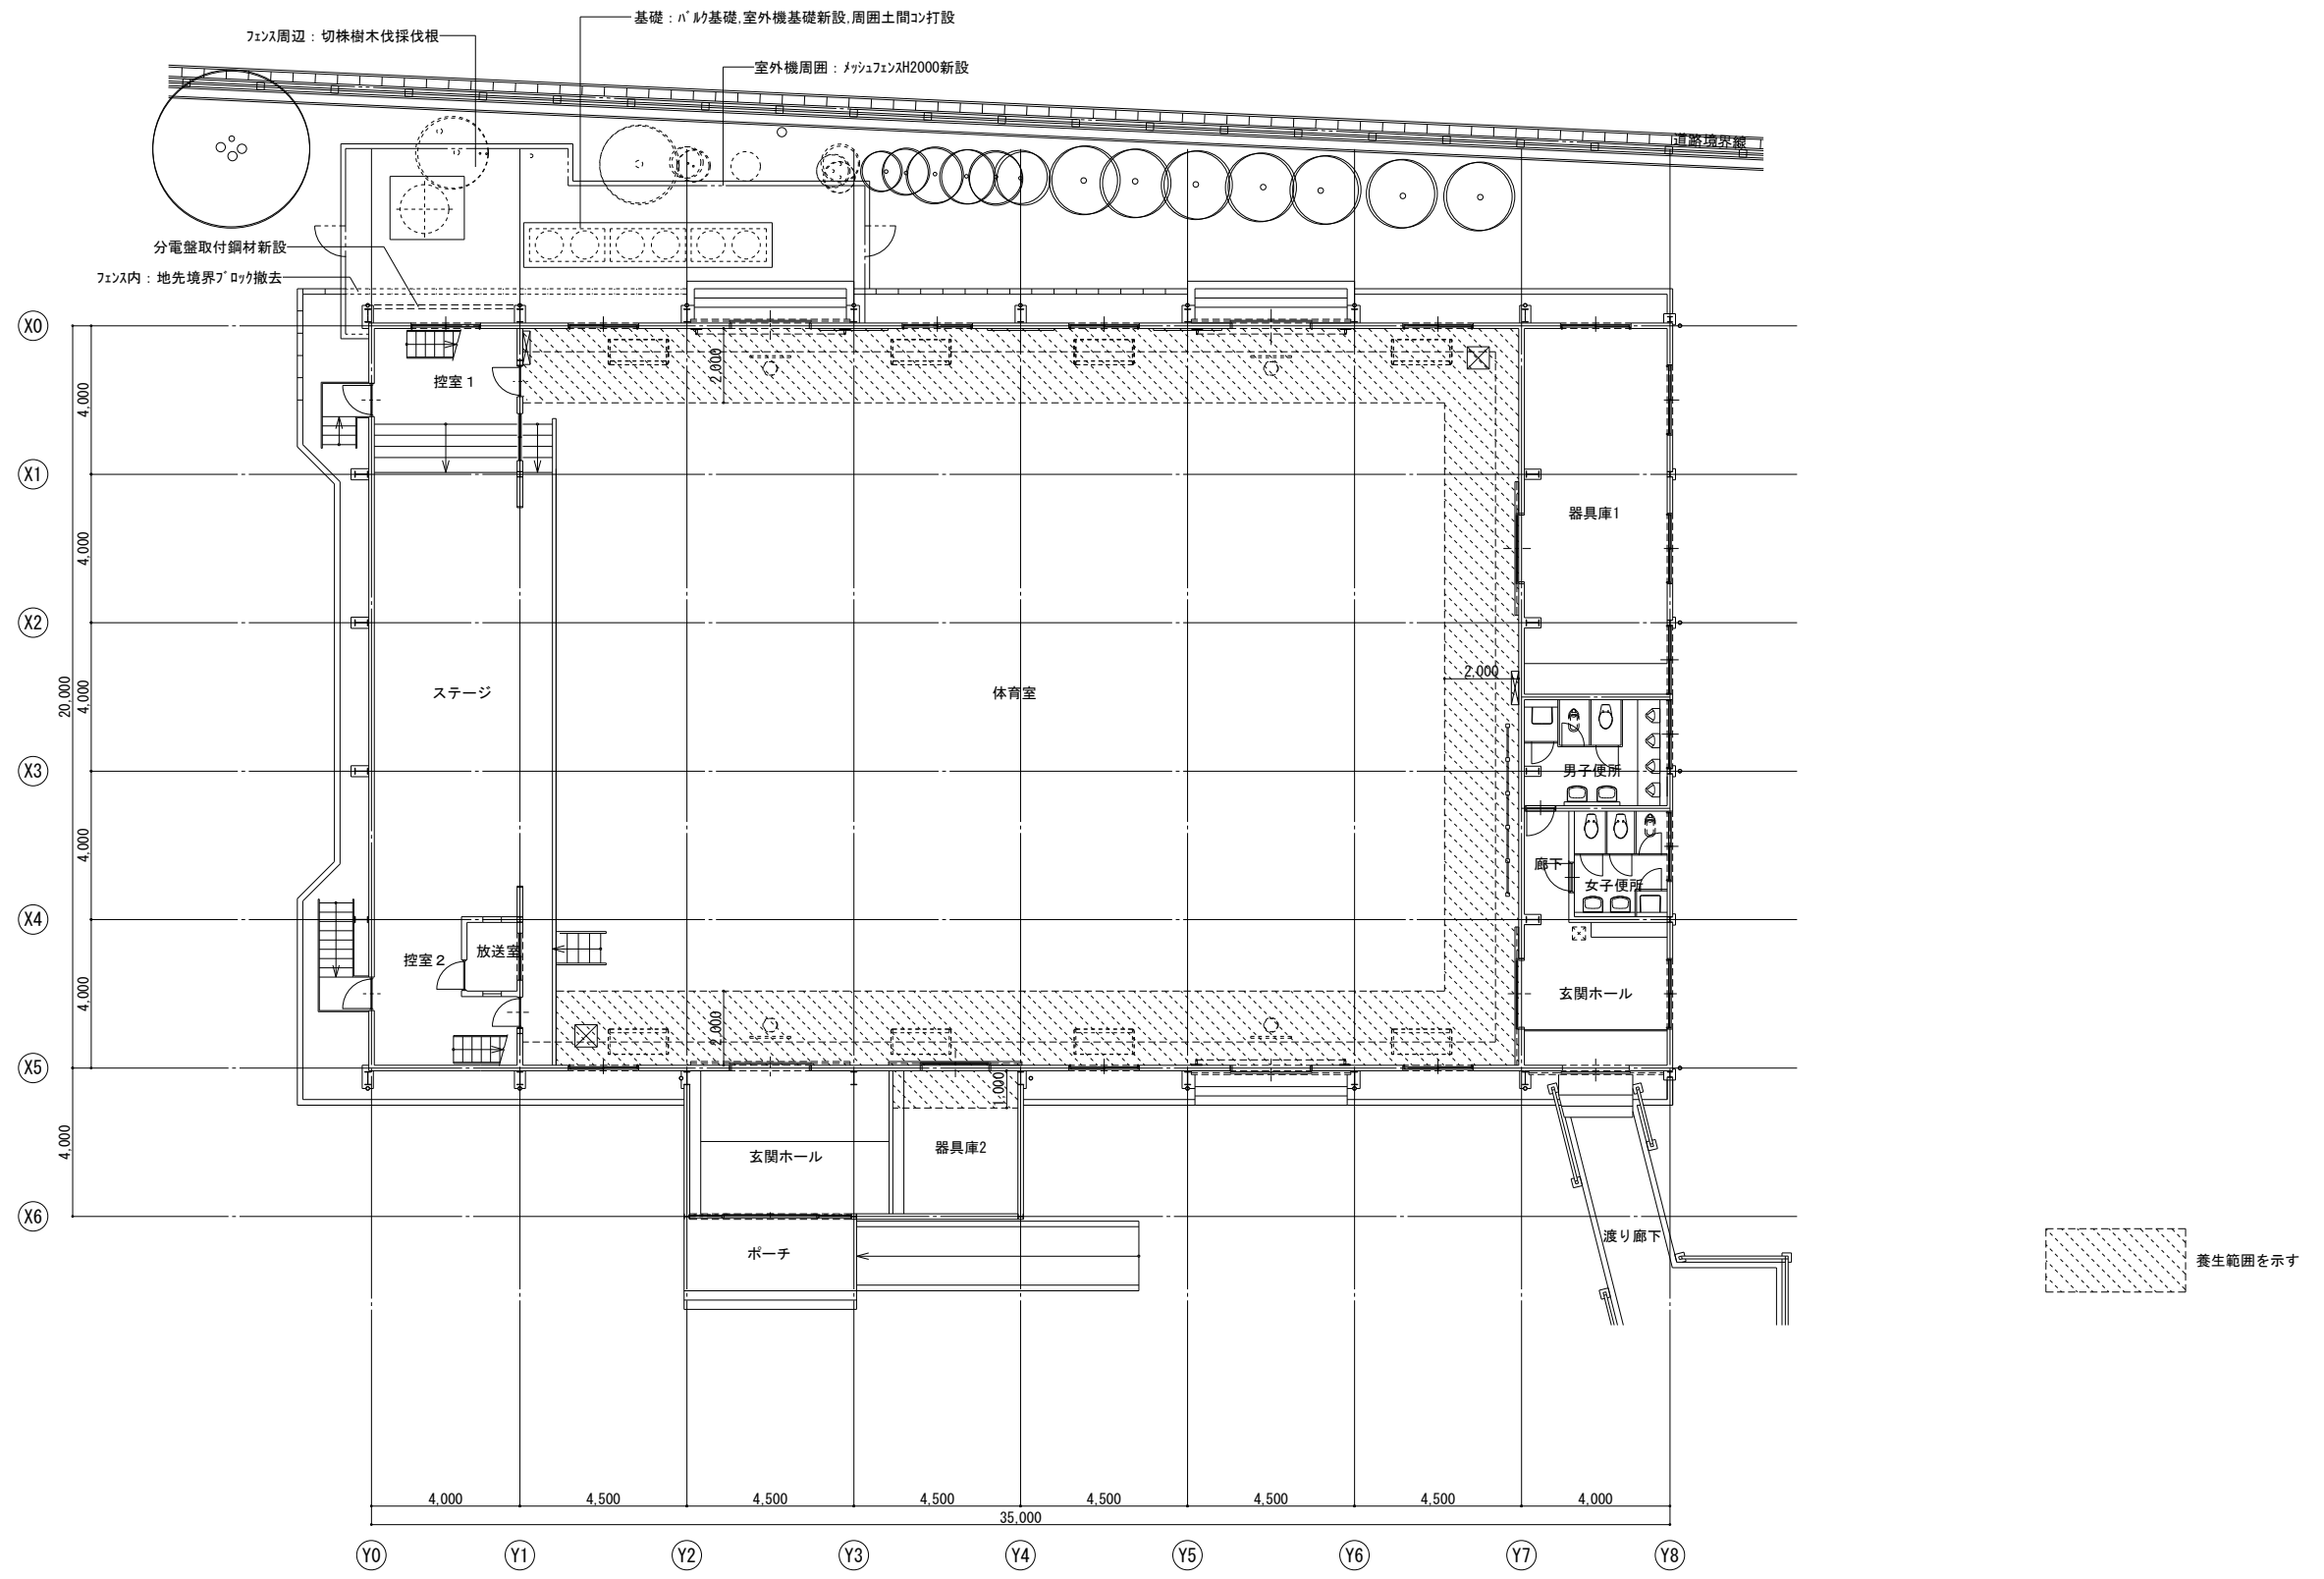 基礎：ﾊﾞﾙｸ基礎,室外機基礎新設,周囲土間ｺﾝ打設
ﾌｪﾝｽ周辺：切株樹木伐採伐根
室外機周囲：ﾒｯｼｭﾌｪﾝｽH2000新設
道路境界線
分電盤取付鋼材新設
ﾌｪﾝｽ内：地先境界ﾌﾞﾛｯｸ撤去
X0
控室１
2,000
4,000
X1
器具庫1
4,000
X2
2,000
20,000
4,000
ステージ
体育室
X3
男子便所
4,000
廊下
女子便所
X4
控室２
放送室
4,000
玄関ホール
2,000
X5
1,000
4,000
玄関ホール
器具庫2
X6
ポーチ
渡り廊下
養生範囲を示す
4,000
4,500
4,500
4,500
4,500
4,500
4,500
4,000
35,000
Y0
Y1
Y2
Y3
Y4
Y5
Y6
Y7
Y8